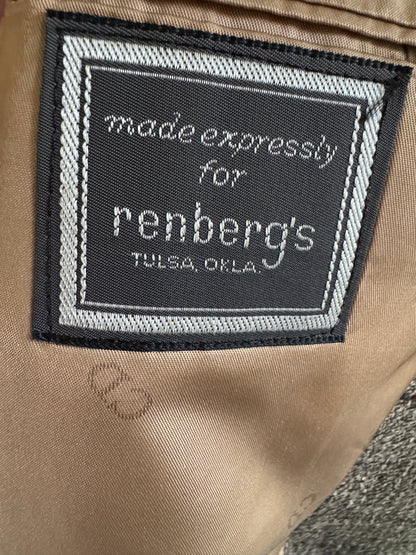 made expressly
for
renberg's
TULSA, OKLA.